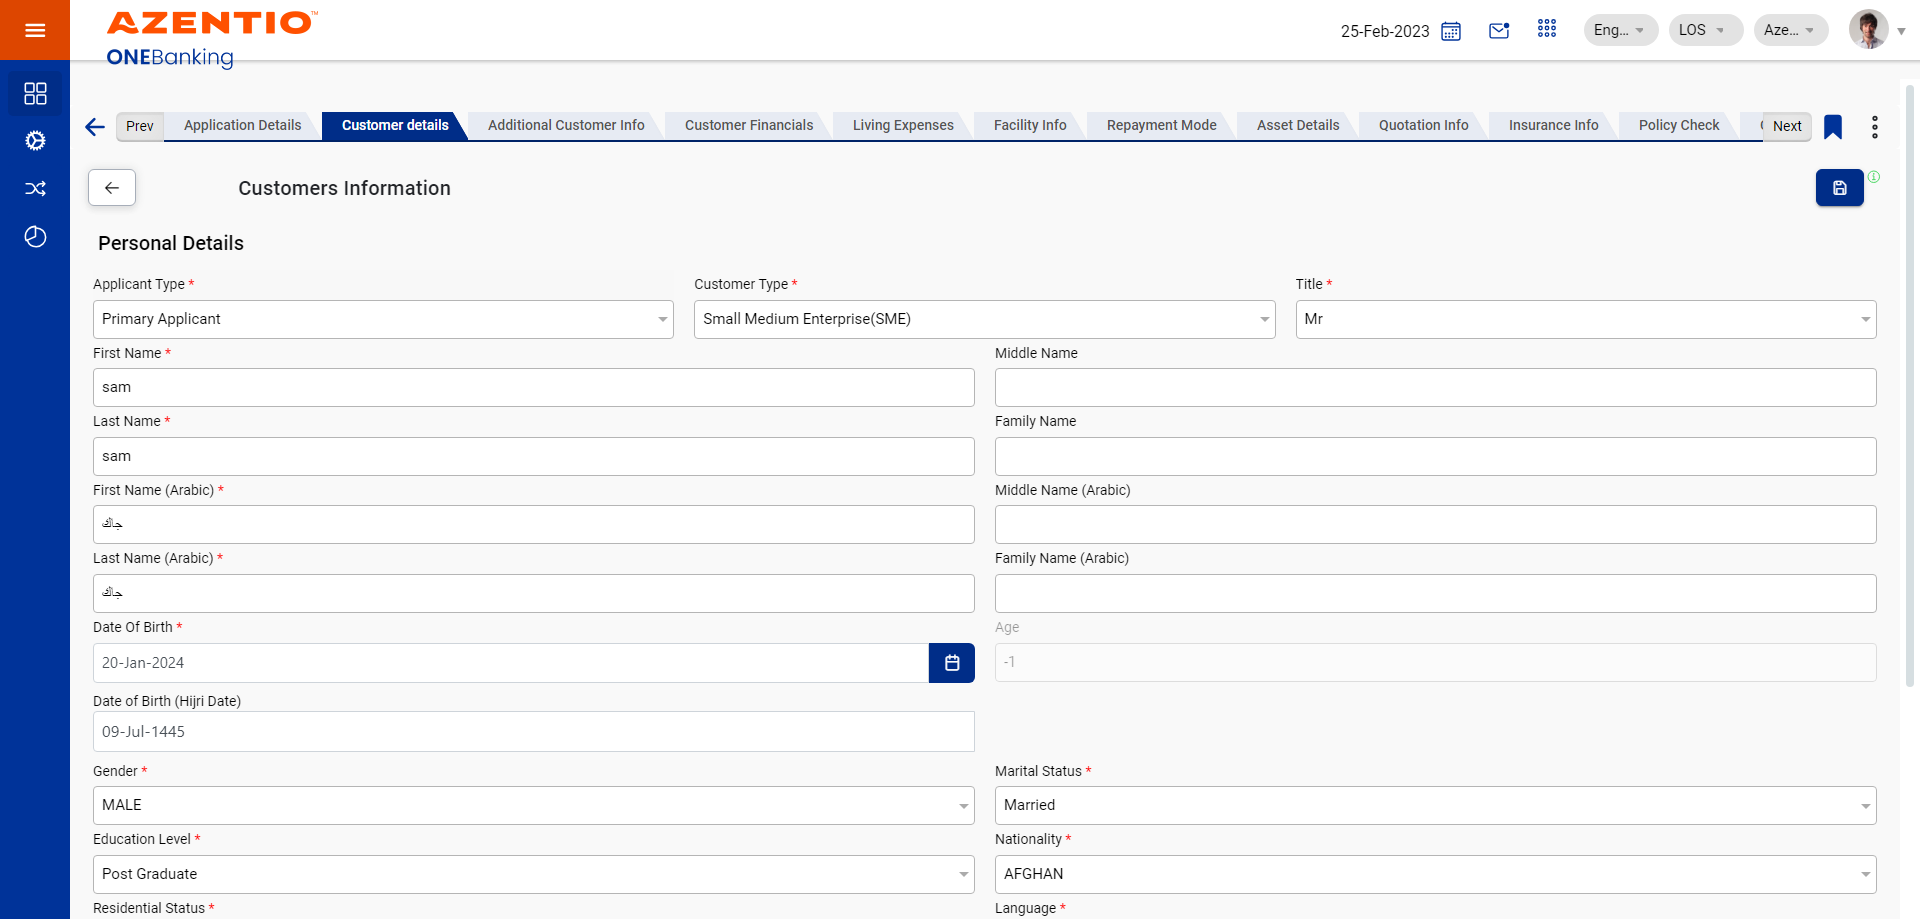 AZENTIO™
ONEBanking
25-Feb-2023
Eng...
LOS
Aze...
Prev
Application Details
Customer details
Additional Customer Info
Customer Financials
Living Expenses
Facility Info
Repayment Mode
Asset Details
Quotation Info
Insurance Info
Policy Check
Next
Customers Information
Personal Details
Applicant Type *
Customer Type *
Title *
Primary Applicant
Small Medium Enterprise(SME)
Mr
First Name *
Middle Name
sam
Last Name *
Family Name
sam
First Name (Arabic) *
Middle Name (Arabic)
جاك
Last Name (Arabic) *
Family Name (Arabic)
جاك
Date Of Birth *
Age
20-Jan-2024
-1
Date of Birth (Hijri Date)
09-Jul-1445
Gender *
Marital Status *
MALE
Married
Education Level *
Nationality *
Post Graduate
AFGHAN
Residential Status *
Language *